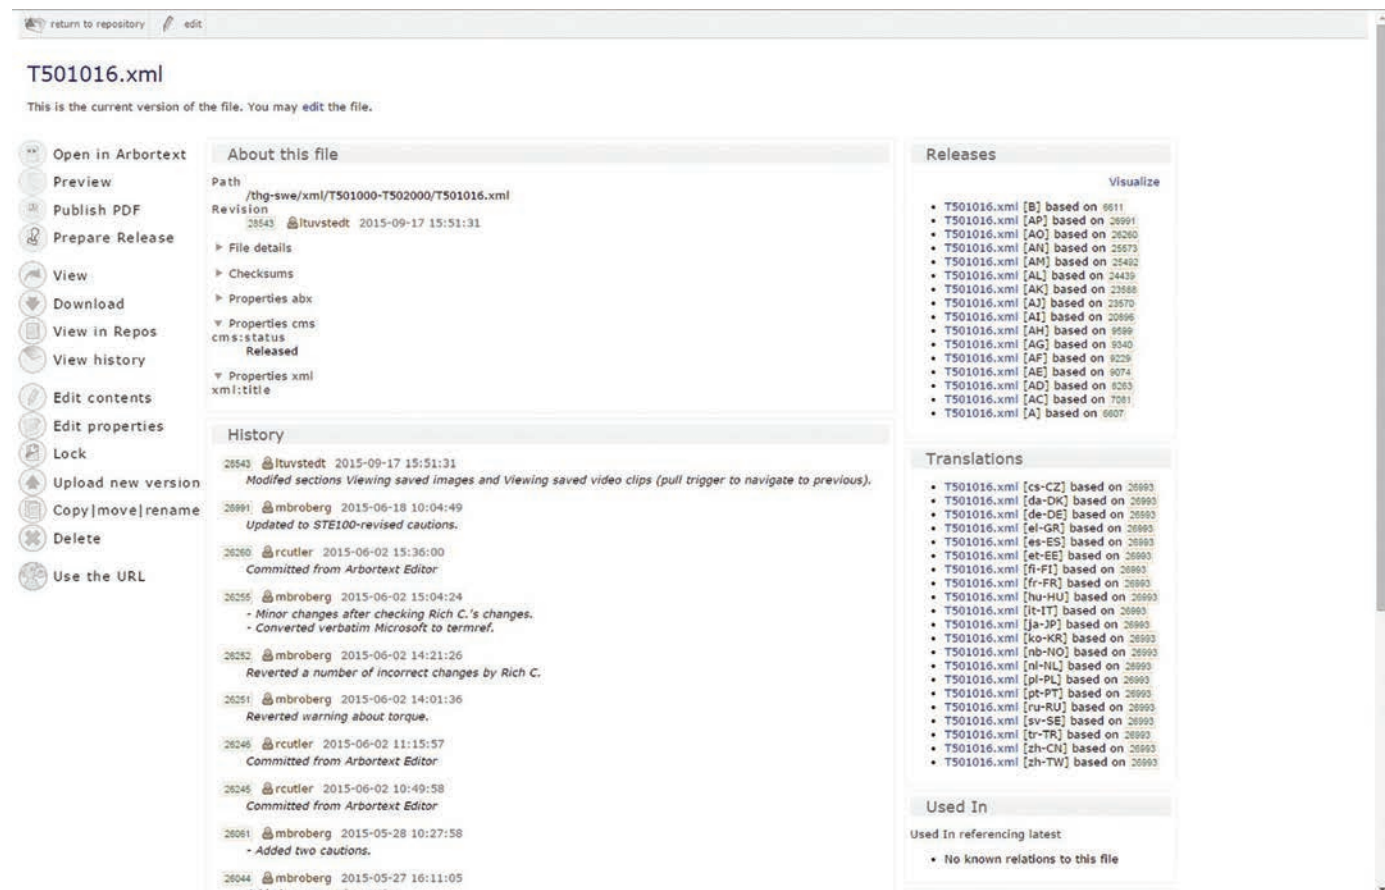 return to repository
edit
T501016.xml
This is the current version of the file. You may edit the file.
Open in Arbortext
Preview
Publish PDF
Prepare Release
View
Download
View in Repos
View history
Edit contents
Edit properties
Lock
Upload new version
Copy|move|rename
Delete
Use the URL
About this file
Path
/thg-swe/xml/T501000-T502000/T501016.xml
Revision
28543 ltuvstedt 2015-09-17 15:51:31
File details
Checksums
Properties abx
Properties cms
cms:status
Released
Properties xml
xml:title
History
28543 ltuvstedt 2015-09-17 15:51:31
Modifed sections Viewing saved images and Viewing saved video clips (pull trigger to navigate to previous).
26991 mbroberg 2015-06-18 10:04:49
Updated to STE100-revised cautions.
26260 rcutler 2015-06-02 15:36:00
Committed from Arbortext Editor
26255 mbroberg 2015-06-02 15:04:24
- Minor changes after checking Rich C.'s changes.
- Converted verbatim Microsoft to termref.
26252 mbroberg 2015-06-02 14:21:26
Reverted a number of incorrect changes by Rich C.
26251 mbroberg 2015-06-02 14:01:36
Reverted warning about torque.
26246 rcutler 2015-06-02 11:15:57
Committed from Arbortext Editor
26245 rcutler 2015-06-02 10:49:58
Committed from Arbortext Editor
26061 mbroberg 2015-05-28 10:27:58
- Added two cautions.
26044 mbroberg 2015-05-27 16:11:05
Releases
Visualize
T501016.xml [B] based on 6611
T501016.xml [AP] based on 26991
T501016.xml [AO] based on 26260
T501016.xml [AN] based on 25573
T501016.xml [AM] based on 25492
T501016.xml [AL] based on 24439
T501016.xml [AK] based on
T501016.xml [AJ] based on 23570
T501016.xml [AI] based on 20896
T501016.xml [AH] based on 9599
T501016.xml [AG] based on 9340
T501016.xml [AF] based on 9229
T501016.xml [AE] based on 9074
T501016.xml [AD] based on 8263
T501016.xml [AC] based on 7081
T501016.xml [A] based on 6607
Translations
T501016.xml [cs-CZ] based on 26993
T501016.xml [da-DK] based on 26993
T501016.xml [de-DE] based on 26993
T501016.xml [el-GR] based on 26993
T501016.xml [es-ES] based on 26993
T501016.xml [et-EE] based on 26993
T501016.xml [fi-FI] based on 26993
T501016.xml [fr-FR] based on 26993
T501016.xml [hu-HU] based on 26993
T501016.xml [it-IT] based on 26993
T501016.xml [ja-JP] based on 26993
T501016.xml [ko-KR] based on 26993
T501016.xml [nb-NO] based on 26993
T501016.xml [nl-NL] based on 26993
T501016.xml [pl-PL] based on 26993
T501016.xml [pt-PT] based on 26993
T501016.xml [ru-RU] based on 26993
T501016.xml [sv-SE] based on 26993
T501016.xml [tr-TR] based on 26993
T501016.xml [zh-CN] based on 26993
T501016.xml [zh-TW] based on 26993
Used In
Used In referencing latest
No known relations to this file